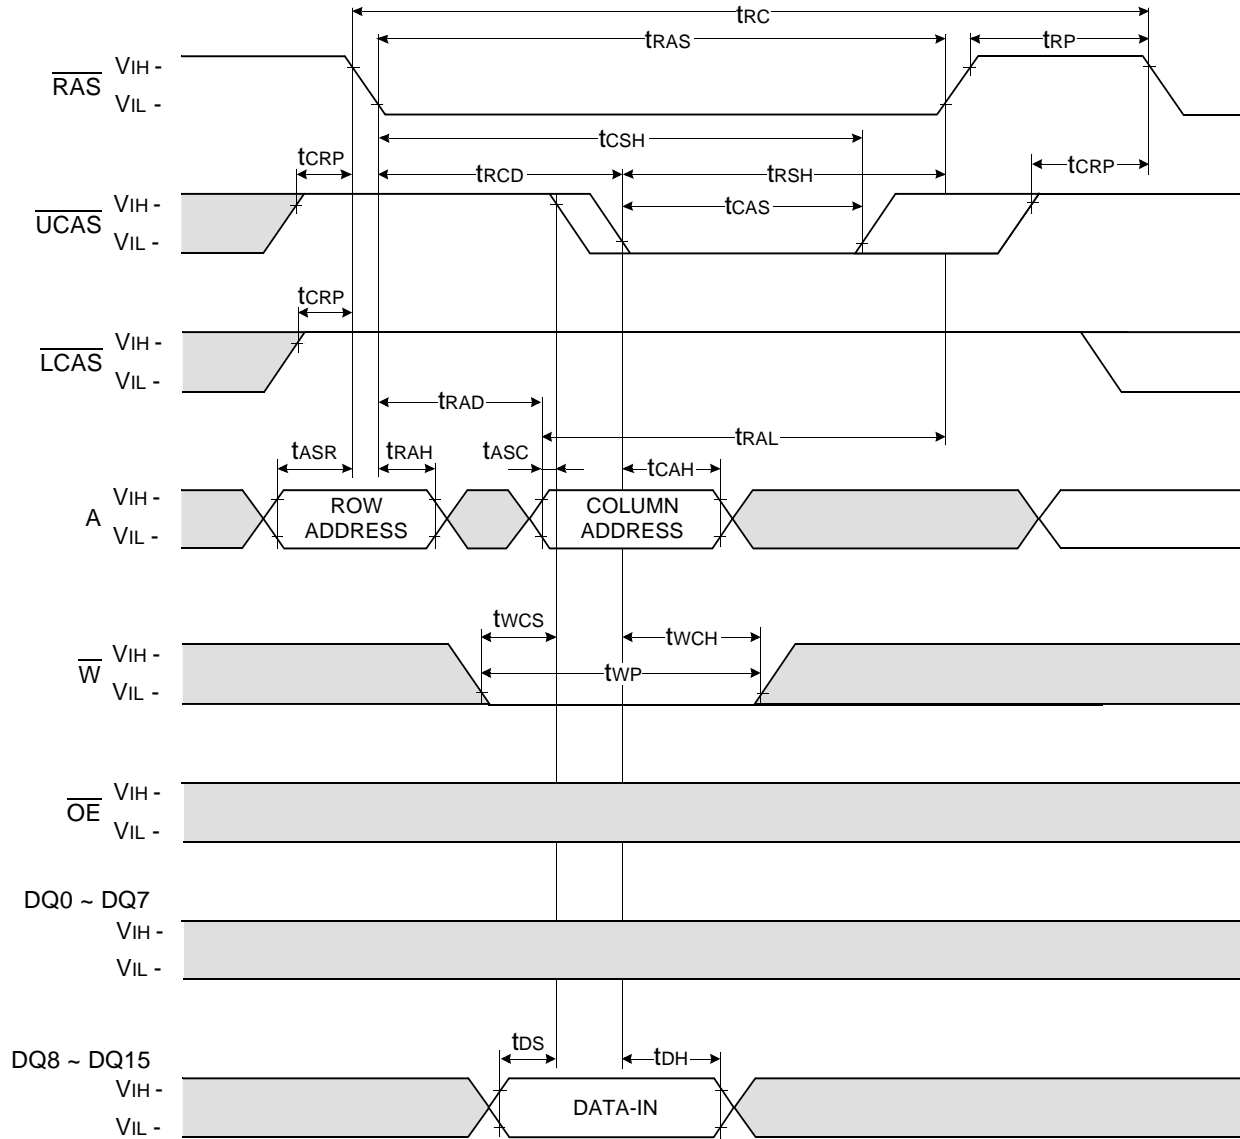 tRC
tRAS
tRP
RAS
VIH -
VIL -
tCSH
tCRP
tRCD
tRSH
tCRP
UCAS
VIH -
VIL -
tCAS
tCRP
LCAS
VIH -
VIL -
tRAD
tRAL
tASR
tRAH
tASC
tCAH
A
VIH -
VIL -
ROW
ADDRESS
COLUMN
ADDRESS
tWCS
tWCH
W
VIH -
VIL -
tWP
OE
VIH -
VIL -
DQ0 ~ DQ7
VIH -
VIL -
tDS
tDH
DQ8 ~ DQ15
VIH -
VIL -
DATA-IN